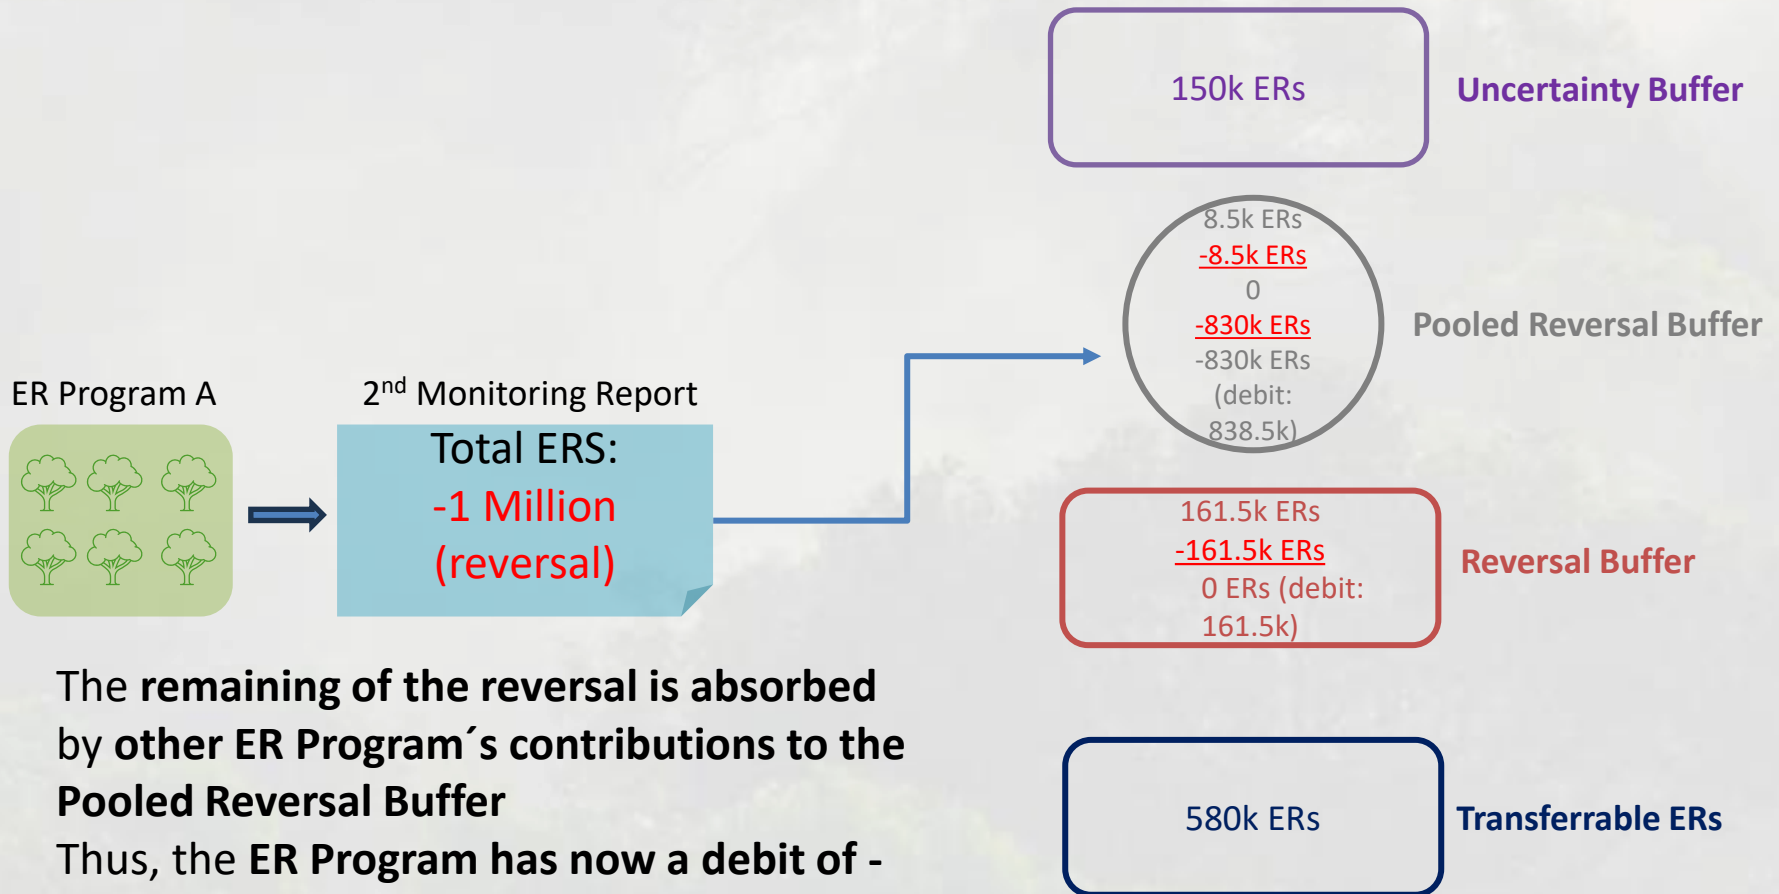 150k ERs
Uncertainty Buffer
8.5k ERs
-8.5k ERs
0
-830k ERs
-830k ERs
(debit:
838.5k)
Pooled Reversal Buffer
ER Program A
2nd Monitoring Report
Total ERS:
-1 Million
(reversal)
161.5k ERs
-161.5k ERs
0 ERs (debit:
161.5k)
Reversal Buffer
The remaining of the reversal is absorbed
by other ER Program´s contributions to the
Pooled Reversal Buffer
Thus, the ER Program has now a debit of -
580k ERs
Transferrable ERs